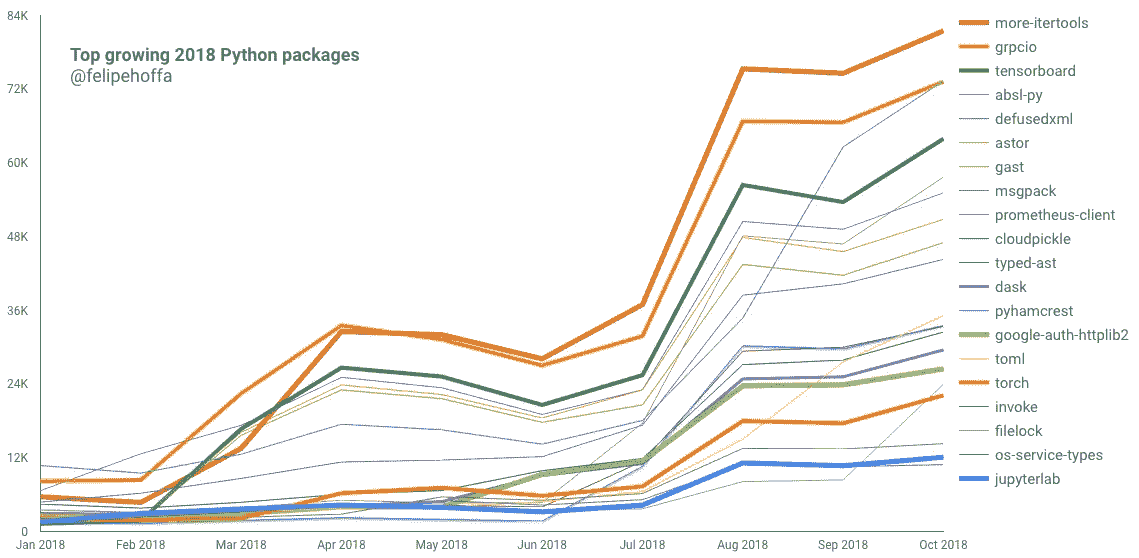 84K
Top growing 2018 Python packages
@felipehoffa
72K
60K
48K
36K
24K
12K
0
Jan 2018 Feb 2018 Mar 2018 Apr 2018 May 2018 Jun 2018 Jul 2018 Aug 2018 Sep 2018 Oct 2018
more-itertools
grpcio
tensorboard
absl-py
defusedxml
astor
gast
msgpack
prometheus-client
cloudpickle
typed-ast
dask
pyhamcrest
google-auth-httplib2
toml
torch
invoke
filelock
os-service-types
jupyterlab